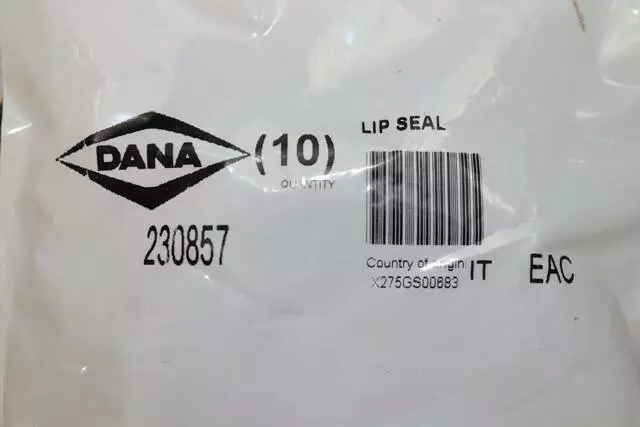 DANA
(10)
QUANTITY
230857
LIP SEAL
Country of origin IT
X275GS00883
EAC